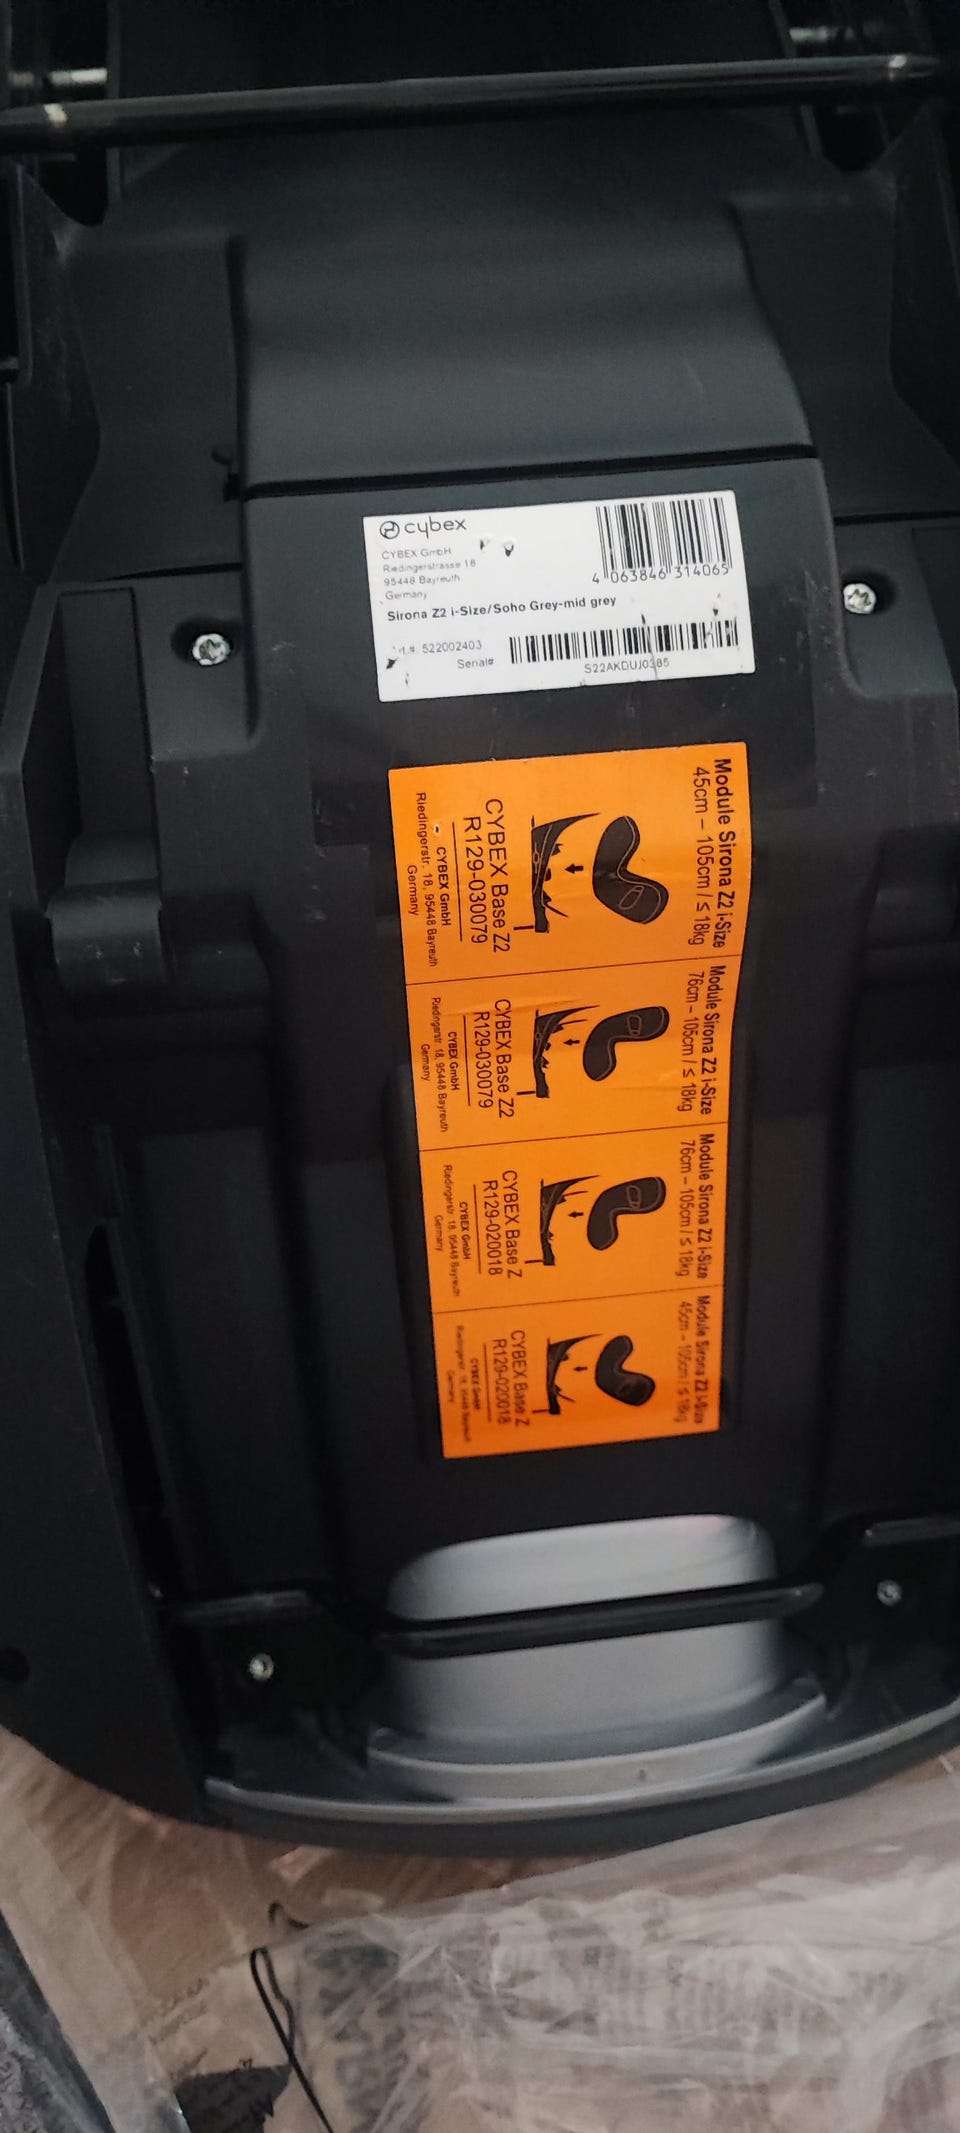 cybex
CYBEX GmbH
Riedingerstrasse 18
95448 Bayreuth
Germany
4 063846 314065
Sirona Z2 i-Size/Soho Grey-mid grey
#: 522002403
Serial#
S22AKDUJ0385
Module Sirona Z2 i-Size
45cm – 105cm / ≤ 18kg
CYBEX Base Z2
R129-030079
CYBEX GmbH
Riedingerstr. 18, 95448 Bayreuth
Germany
Module Sirona Z2 i-Size
76cm – 105cm / ≤ 18kg
CYBEX Base Z2
R129-030079
CYBEX GmbH
Riedingerstr. 18, 95448 Bayreuth
Germany
Module Sirona Z2 i-Size
76cm – 105cm / ≤ 18kg
CYBEX Base Z
R129-020018
CYBEX GmbH
Riedingerstr. 18, 95448 Bayreuth
Germany
Module Sirona Z2 i-Size
45cm – 105cm / ≤ 18kg
CYBEX Base Z
R129-020018
CYBEX GmbH
Riedingerstr. 18, 95448 Bayreuth
Germany